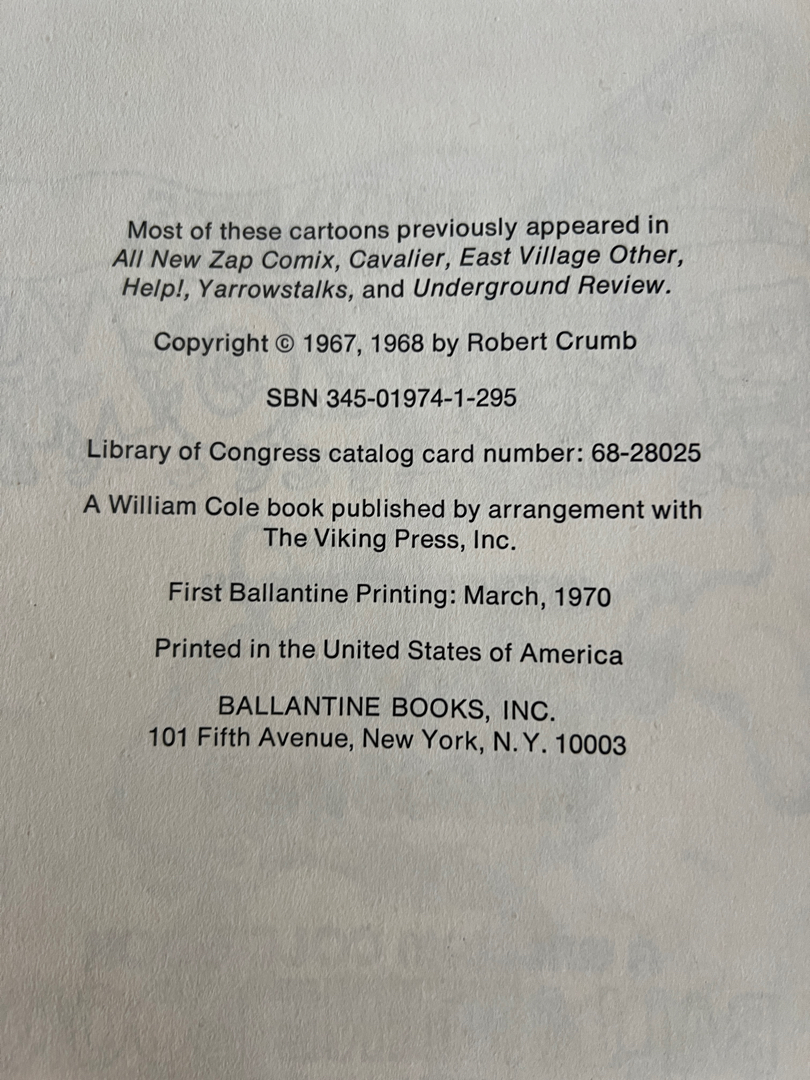 Most of these cartoons previously appeared in
All New Zap Comix, Cavalier, East Village Other,
Help!, Yarrowstalks, and Underground Review.
Copyright © 1967, 1968 by Robert Crumb
SBN 345-01974-1-295
Library of Congress catalog card number: 68-28025
A William Cole book published by arrangement with
The Viking Press, Inc.
First Ballantine Printing: March, 1970
Printed in the United States of America
BALLANTINE BOOKS, INC.
101 Fifth Avenue, New York, N.Y. 10003